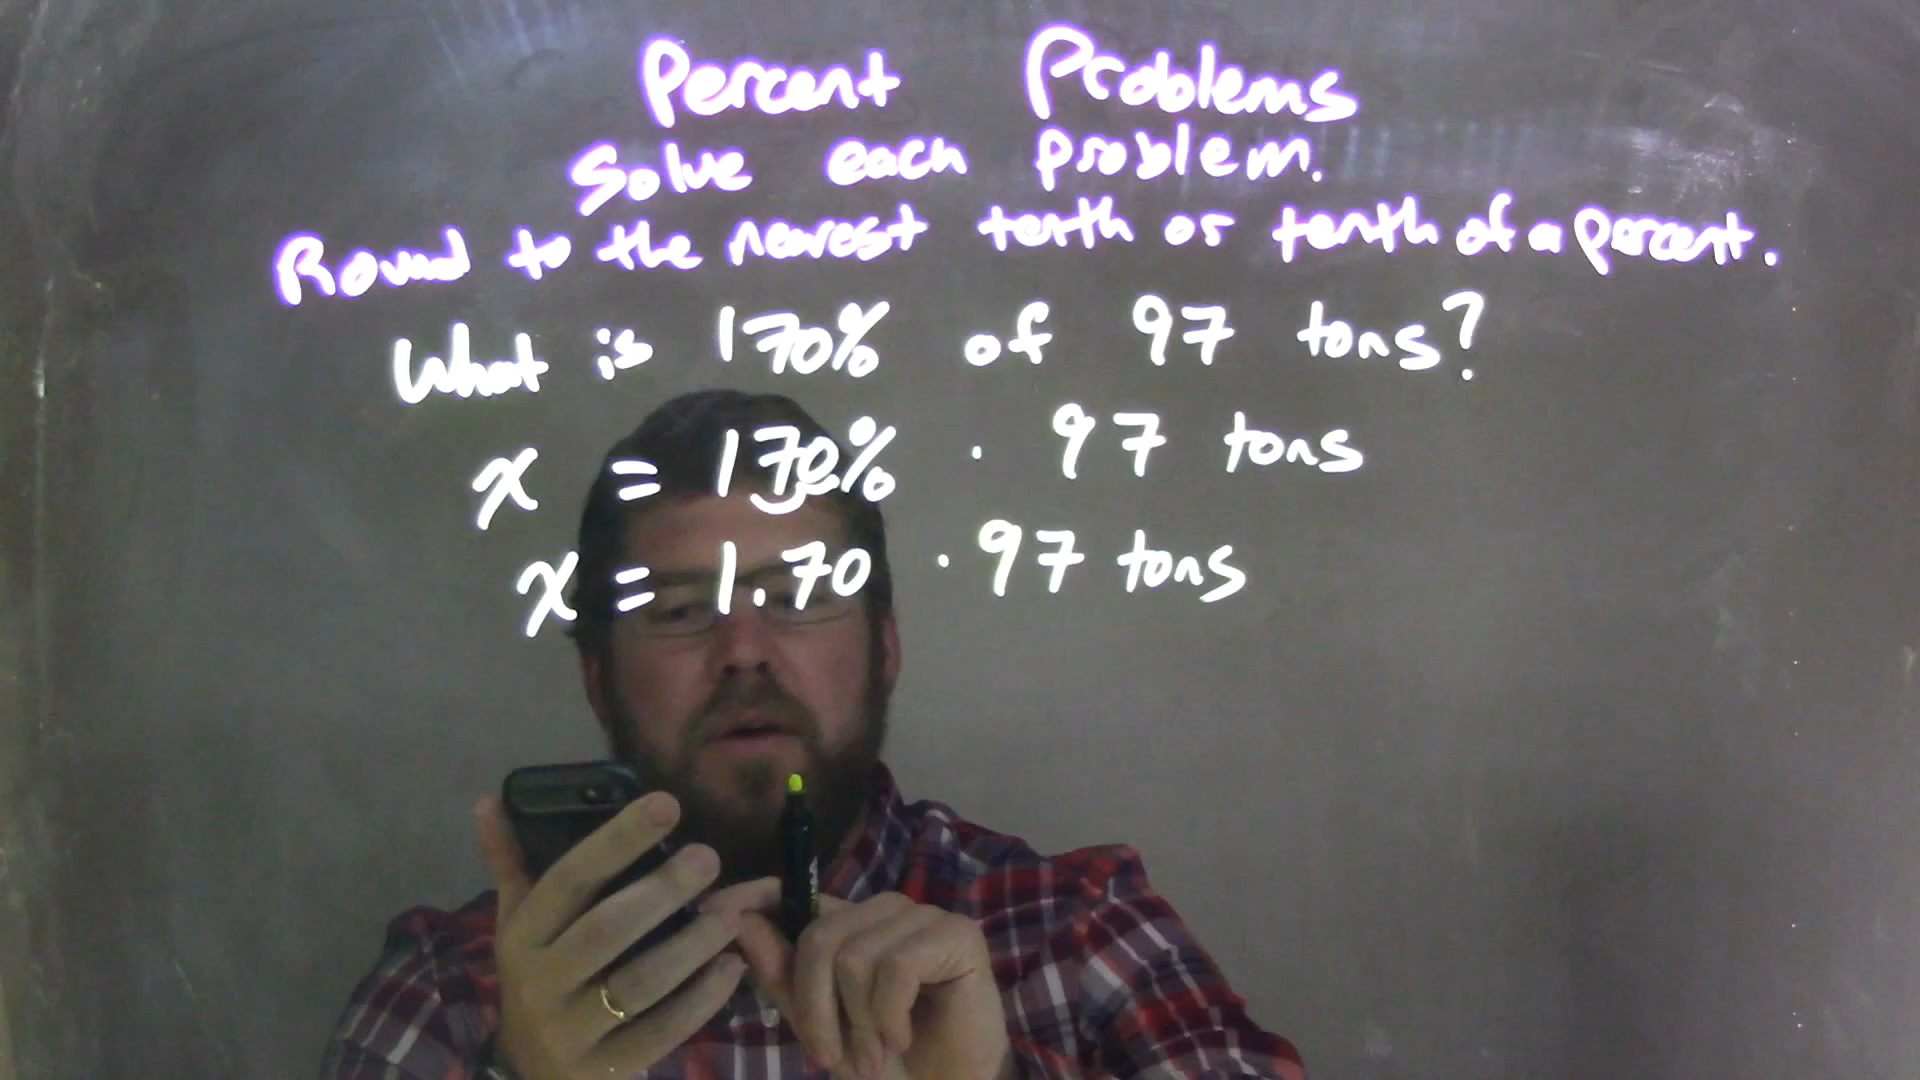 Percent Problems
Solve each problem.
Round to the nearest tenth or tenth of a percent.
What is 170% of 97 tons?
x = 170% · 97 tons
x = 1.70 · 97 tons